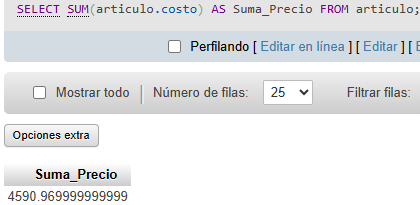 SELECT SUM(articulo.costo) AS Suma_Precio FROM articulo;
Perfilando [ Editar en línea ] [ Editar ] [
Mostrar todo Número de filas: 25 Filtrar filas:
Opciones extra
Suma_Precio
4590.969999999999